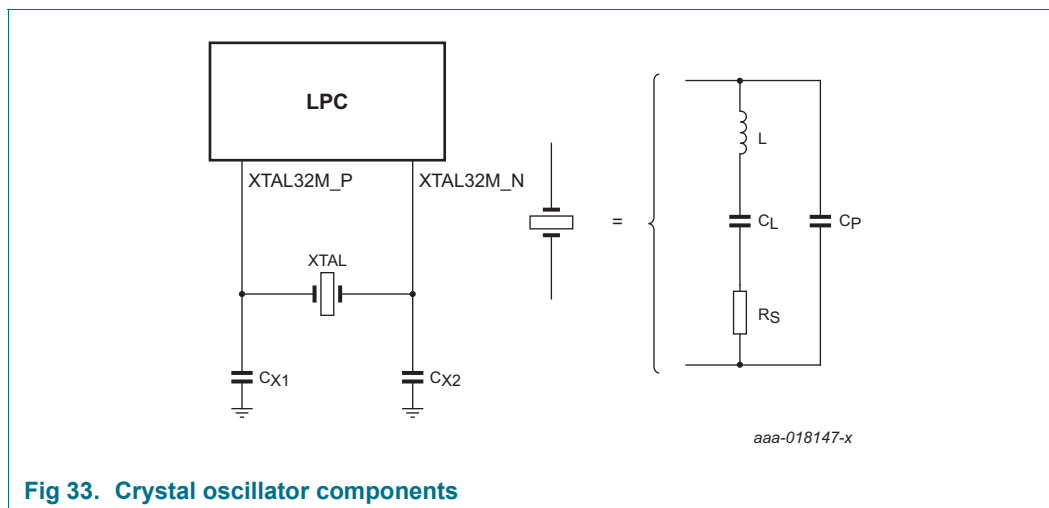 LPC
XTAL32M_P
XTAL32M_N
XTAL
CX1
CX2
=
L
CL
CP
RS
aaa-018147-x
Fig 33. Crystal oscillator components